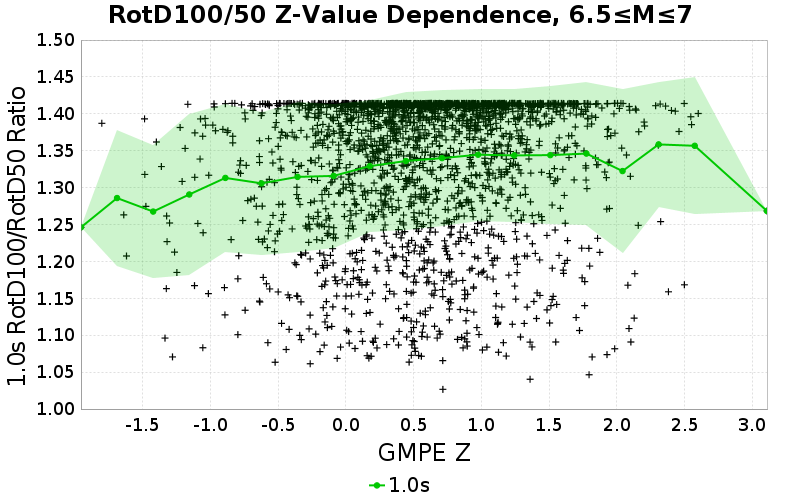 RotD100/50 Z-Value Dependence, 6.5≤M≤7
1.0s RotD100/RotD50 Ratio
1.50
1.45
1.40
1.35
1.30
1.25
1.20
1.15
1.10
1.05
1.00
-1.5 -1.0 -0.5 0.0 0.5 1.0 1.5 2.0 2.5 3.0
GMPE Z
1.0s